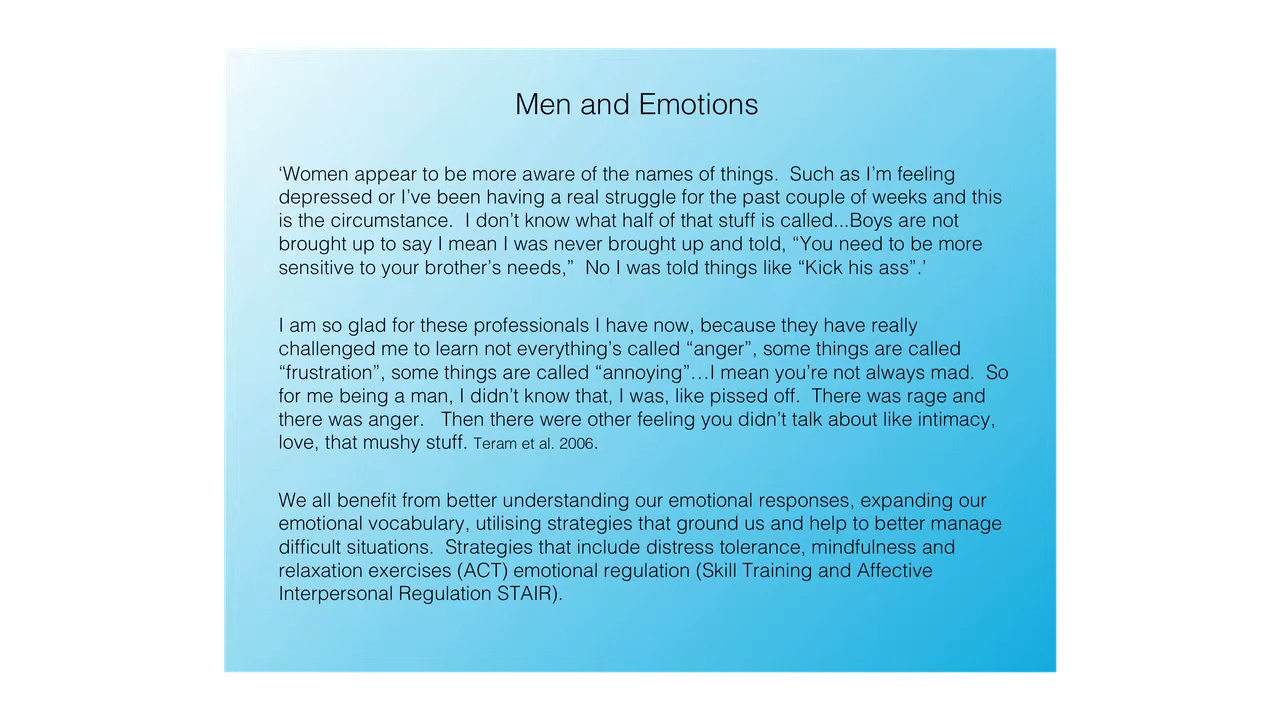 Men and Emotions
‘Women appear to be more aware of the names of things.  Such as I’m feeling
depressed or I’ve been having a real struggle for the past couple of weeks and this
is the circumstance.  I don’t know what half of that stuff is called...Boys are not
brought up to say I mean I was never brought up and told, “You need to be more
sensitive to your brother’s needs,”  No I was told things like “Kick his ass”.’
I am so glad for these professionals I have now, because they have really
challenged me to learn not everything’s called “anger”, some things are called
“frustration”, some things are called “annoying”…I mean you’re not always mad.  So
for me being a man, I didn’t know that, I was, like pissed off.  There was rage and
there was anger.   Then there were other feeling you didn’t talk about like intimacy,
love, that mushy stuff. Teram et al. 2006.
We all benefit from better understanding our emotional responses, expanding our
emotional vocabulary, utilising strategies that ground us and help to better manage
difficult situations.  Strategies that include distress tolerance, mindfulness and
relaxation exercises (ACT) emotional regulation (Skill Training and Affective
Interpersonal Regulation STAIR).